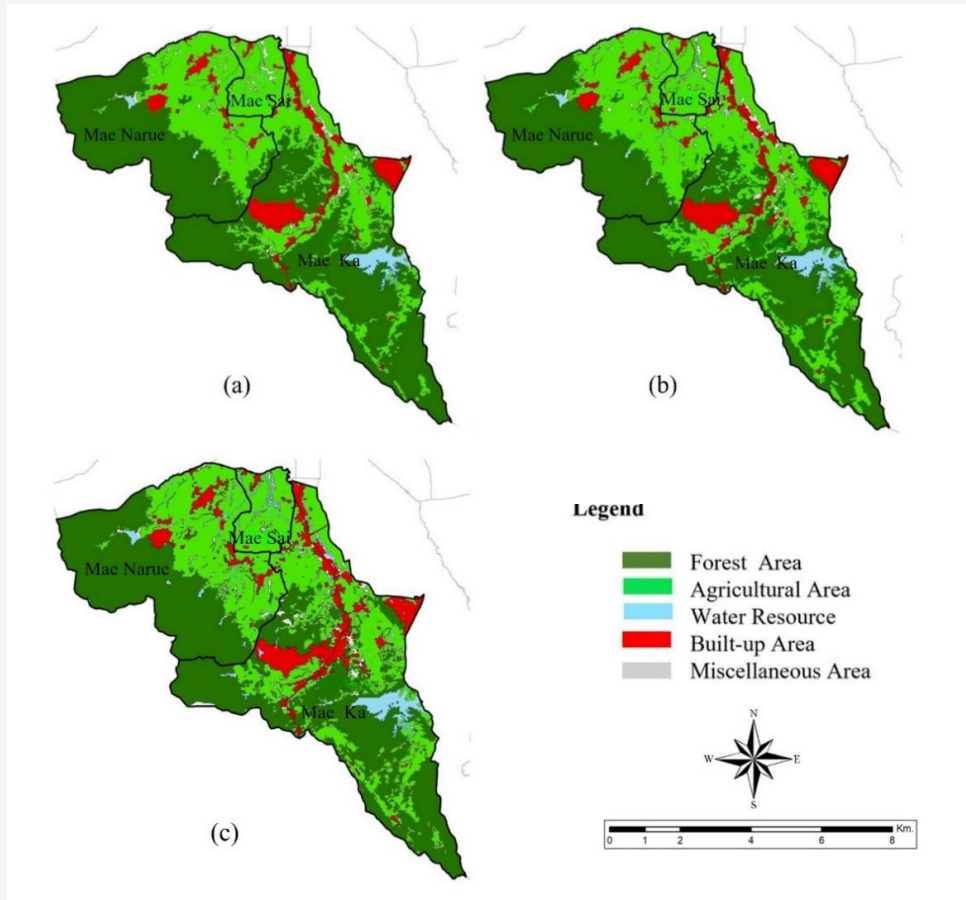 Mae Sai
Mae Narue
Mae Ka
(a)
Mae Sai
Mae Narue
Mae Ka
(b)
Mae Sai
Mae Narue
Mae Ka
(c)
Legend
Forest Area
Agricultural Area
Water Resource
Built-up Area
Miscellaneous Area
N
W E
S
Km.
0 1 2 4 6 8